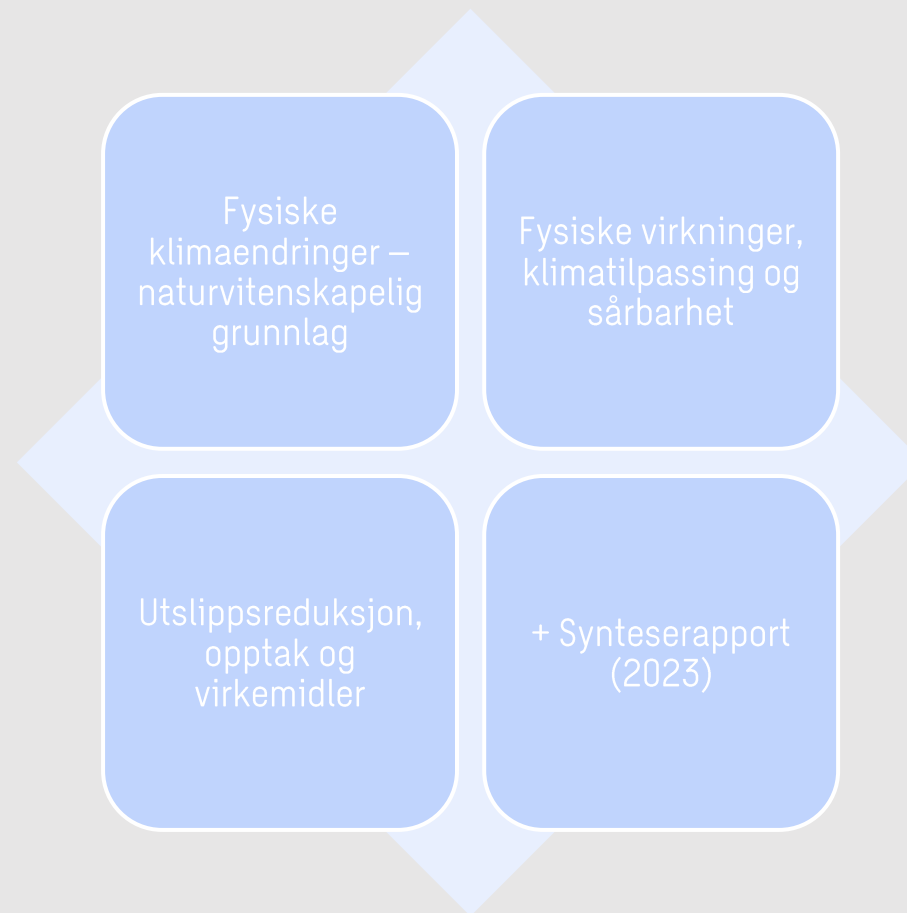 Fysiske
klimaendringer –
naturvitenskapelig
grunnlag
Fysiske virkninger,
klimatilpassing og
sårbarhet
Utslippsreduksjon,
opptak og
virkemidler
+ Synteserapport
(2023)